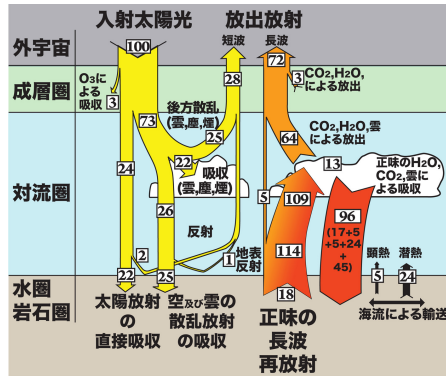 入射太陽光
放出放射
短波
長波
外宇宙
成層圏
対流圏
水圏
岩石圏
100
72
O3に
よる
吸収
3
28
3
CO2,H2O,
による放出
73
後方散乱
(雲,塵,煙)
25
64
CO2,H2O,雲
による放出
24
22
吸収
(雲,塵,煙)
13
正味のH2O,
CO2,雲に
よる吸収
26
5
109
96
(17+5
+5+24
+
45)
反射
2
1
地表
反射
114
顕熱
潜熱
5
24
22
25
18
海流による輸送
太陽放射
の
直接吸収
空及び雲の
散乱放射
の吸収
正味の
長波
再放射